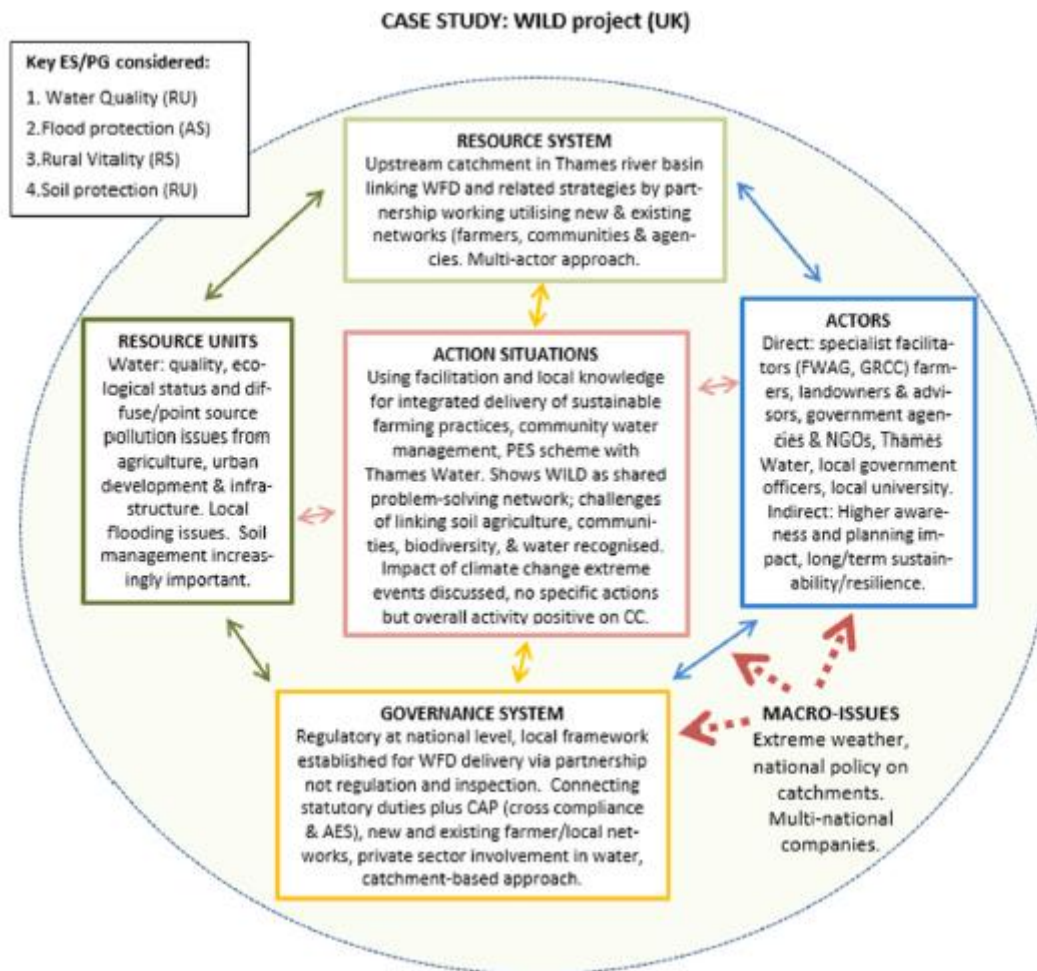 CASE STUDY: WILD project (UK)
Key ES/PG considered:
1. Water Quality (RU)
2.Flood protection (AS)
3.Rural Vitality (RS)
4.Soil protection (RU)
RESOURCE SYSTEM
Upstream catchment in Thames river basin
linking WFD and related strategies by part-
nership working utilising new & existing
networks (farmers, communities & agen-
cies. Multi-actor approach.
RESOURCE UNITS
Water: quality, eco-
logical status and dif-
fuse/point source
pollution issues from
agriculture, urban
development & infra-
structure. Local
flooding issues. Soil
management increas-
ingly important.
ACTION SITUATIONS
Using facilitation and local knowledge
for integrated delivery of sustainable
farming practices, community water
management, PES scheme with
Thames Water. Shows WILD as shared
problem-solving network; challenges
of linking soil agriculture, communi-
ties, biodiversity, & water recognised.
Impact of climate change extreme
events discussed, no specific actions
but overall activity positive on CC.
ACTORS
Direct: specialist facilita-
tors (FWAG, GRCC) farm-
ers, landowners & advi-
sors, government agen-
cies & NGOs, Thames
Water, local government
officers, local university.
Indirect: Higher aware-
ness and planning im-
pact, long/term sustain-
ability/resilience.
GOVERNANCE SYSTEM
Regulatory at national level, local framework
established for WFD delivery via partnership
not regulation and inspection. Connecting
statutory duties plus CAP (cross compliance
& AES), new and existing farmer/local net-
works, private sector involvement in water,
catchment-based approach.
MACRO-ISSUES
Extreme weather,
national policy on
catchments.
Multi-national
companies.